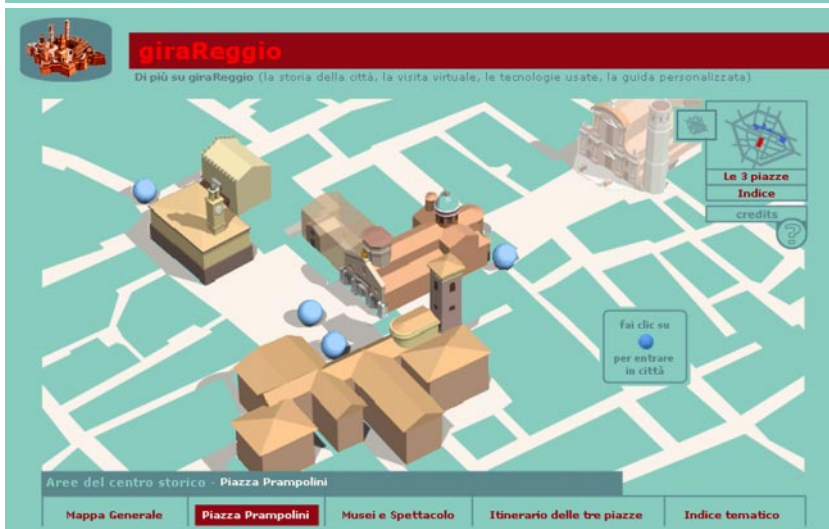 giraReggio
Di più su giraReggio (la storia della città, la visita virtuale, le tecnologie usate, la guida personalizzata)
Le 3 piazze
Indice
credits
?
fai clic su
per entrare
in città
Aree del centro storico - Piazza Prampolini
Mappa Generale Piazza Prampolini Musei e Spettacolo Itinerario delle tre piazze Indice tematico